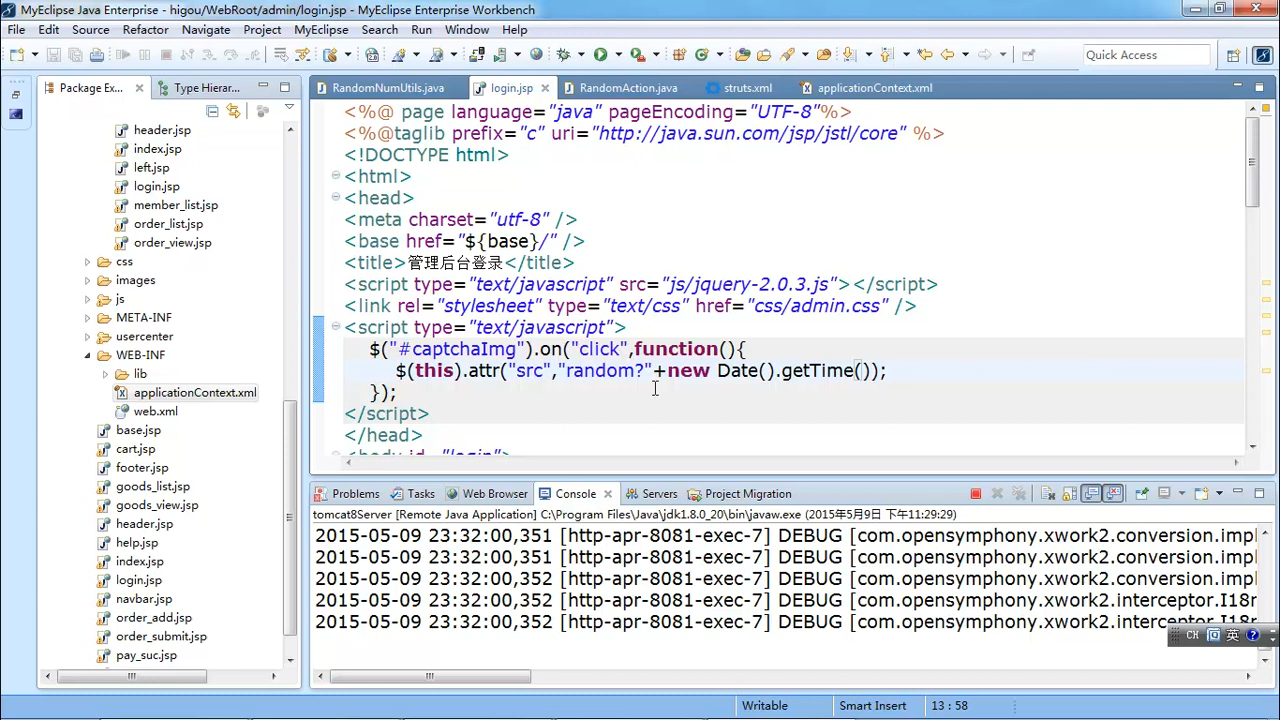 MyEclipse Java Enterprise - higou/WebRoot/admin/login.jsp - MyEclipse Enterprise Workbench
File Edit Source Refactor Navigate Project MyEclipse Search Run Window Help
Quick Access
Package Ex... Type Hierar...
RandomNumUtils.java login.jsp RandomAction.java struts.xml applicationContext.xml
header.jsp
index.jsp
left.jsp
login.jsp
member_list.jsp
order_list.jsp
order_view.jsp
css
images
js
META-INF
usercenter
WEB-INF
lib
applicationContext.xml
web.xml
base.jsp
cart.jsp
footer.jsp
goods_list.jsp
goods_view.jsp
header.jsp
help.jsp
index.jsp
login.jsp
navbar.jsp
order_add.jsp
order_submit.jsp
pay_suc.jsp
<%@ page language="java" pageEncoding="UTF-8"%>
<%@taglib prefix="c" uri="http://java.sun.com/jsp/jstl/core" %>
<!DOCTYPE html>
<html>
<head>
<meta charset="utf-8" />
<base href="${base}/" />
<title>管理后台登录</title>
<script type="text/javascript" src="js/jquery-2.0.3.js"></script>
<link rel="stylesheet" type="text/css" href="css/admin.css" />
<script type="text/javascript">
$("#captchaImg").on("click",function(){
$(this).attr("src","random?"+new Date().getTime());
});
</script>
</head>
<body id="login">
Problems Tasks Web Browser Console Servers Project Migration
tomcat8Server [Remote Java Application] C:\Program Files\Java\jdk1.8.0_20\bin\javaw.exe (2015年5月9日 下午11:29:29)
2015-05-09 23:32:00,351 [http-apr-8081-exec-7] DEBUG [com.opensymphony.xwork2.conversion.impl
2015-05-09 23:32:00,351 [http-apr-8081-exec-7] DEBUG [com.opensymphony.xwork2.conversion.impl
2015-05-09 23:32:00,352 [http-apr-8081-exec-7] DEBUG [com.opensymphony.xwork2.conversion.impl
2015-05-09 23:32:00,352 [http-apr-8081-exec-7] DEBUG [com.opensymphony.xwork2.interceptor.I18n
2015-05-09 23:32:00,352 [http-apr-8081-exec-7] DEBUG [com.opensymphony.xwork2.interceptor.I18n
CH 英
Writable Smart Insert 13 : 58